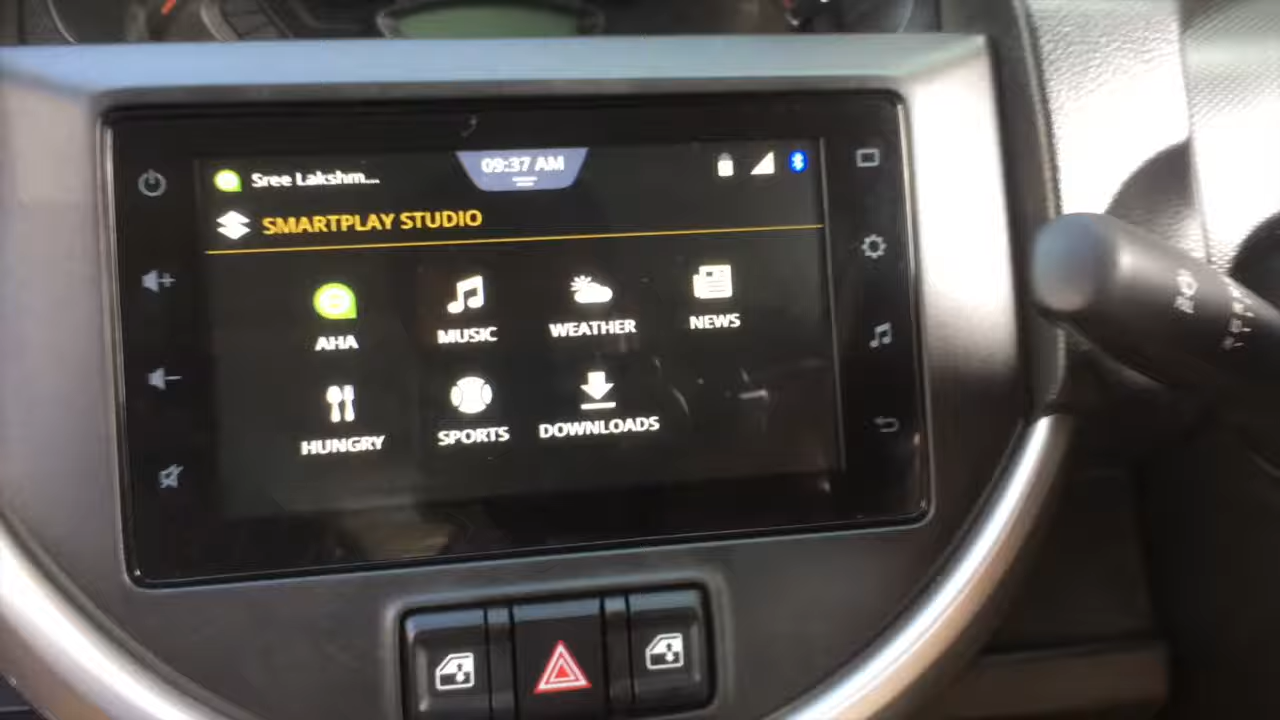 Sree Lakshm...
09:37 AM
SMARTPLAY STUDIO
AHA
MUSIC
WEATHER
NEWS
HUNGRY
SPORTS
DOWNLOADS